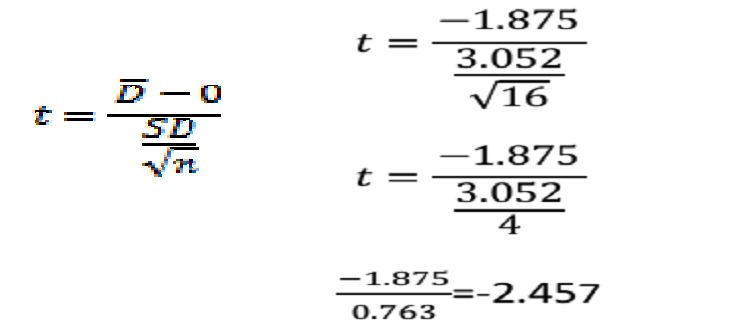 t = (D̄ − 0) / (SD / √n)
t = −1.875 / (3.052 / √16)
t = −1.875 / (3.052 / 4)
−1.875 / 0.763 =-2.457